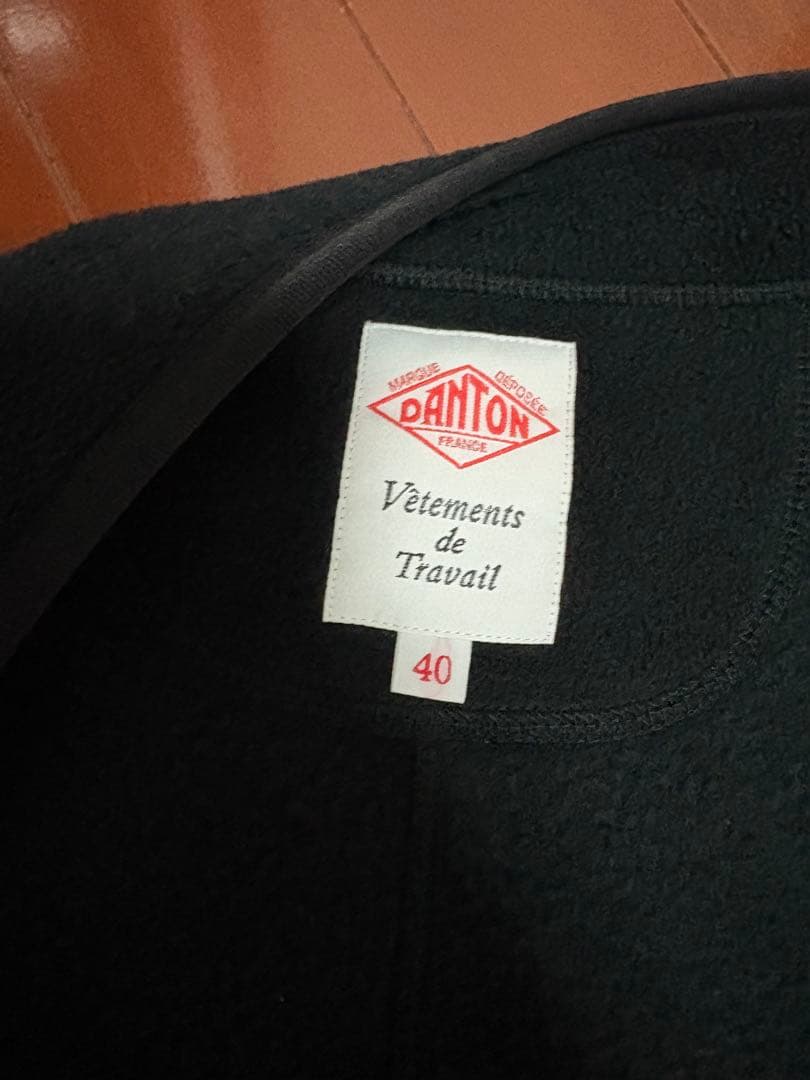 MARQUE DÉPOSÉE
DANTON
FRANCE
Vêtements
de
Travail
40